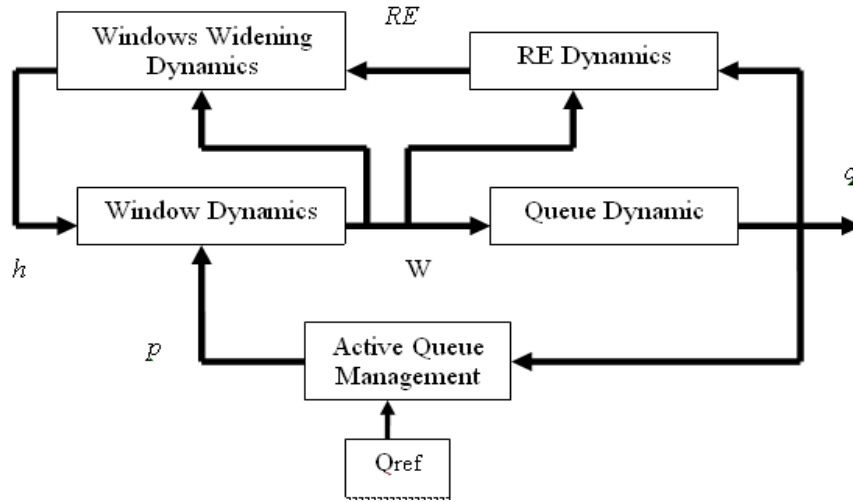 RE
Windows Widening
Dynamics
RE Dynamics
q
Window Dynamics
Queue Dynamic
h
W
p
Active Queue
Management
Qref